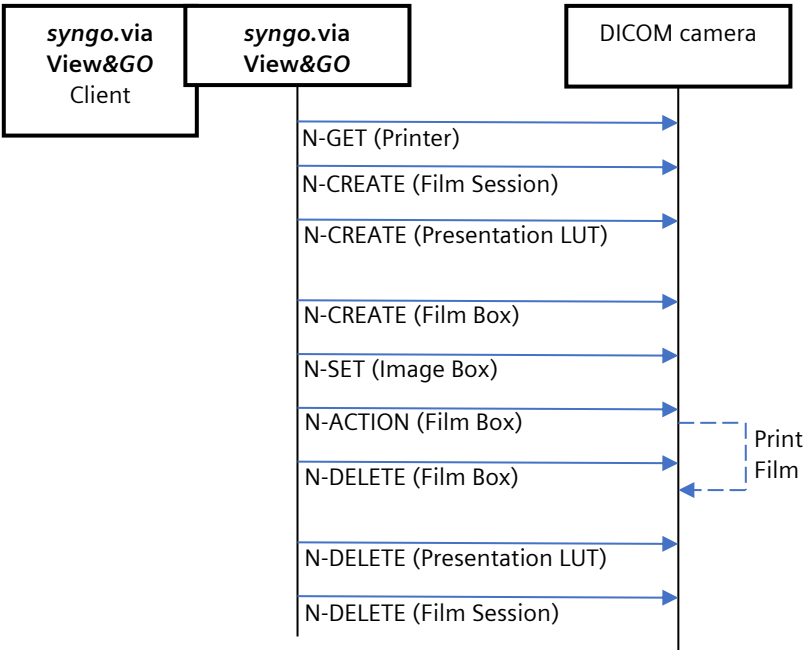 syngo.via
View&GO
Client
syngo.via
View&GO
DICOM camera
N-GET (Printer)
N-CREATE (Film Session)
N-CREATE (Presentation LUT)
N-CREATE (Film Box)
N-SET (Image Box)
N-ACTION (Film Box)
Print
Film
N-DELETE (Film Box)
N-DELETE (Presentation LUT)
N-DELETE (Film Session)